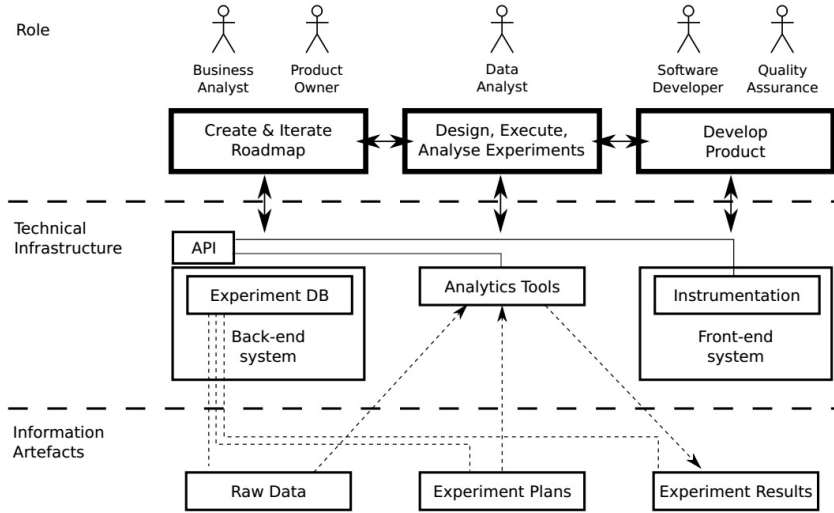 Role
Business
Analyst
Product
Owner
Data
Analyst
Software
Developer
Quality
Assurance
Create & Iterate
Roadmap
Design, Execute,
Analyse Experiments
Develop
Product
Technical
Infrastructure
API
Experiment DB
Back-end
system
Analytics Tools
Instrumentation
Front-end
system
Information
Artefacts
Raw Data
Experiment Plans
Experiment Results